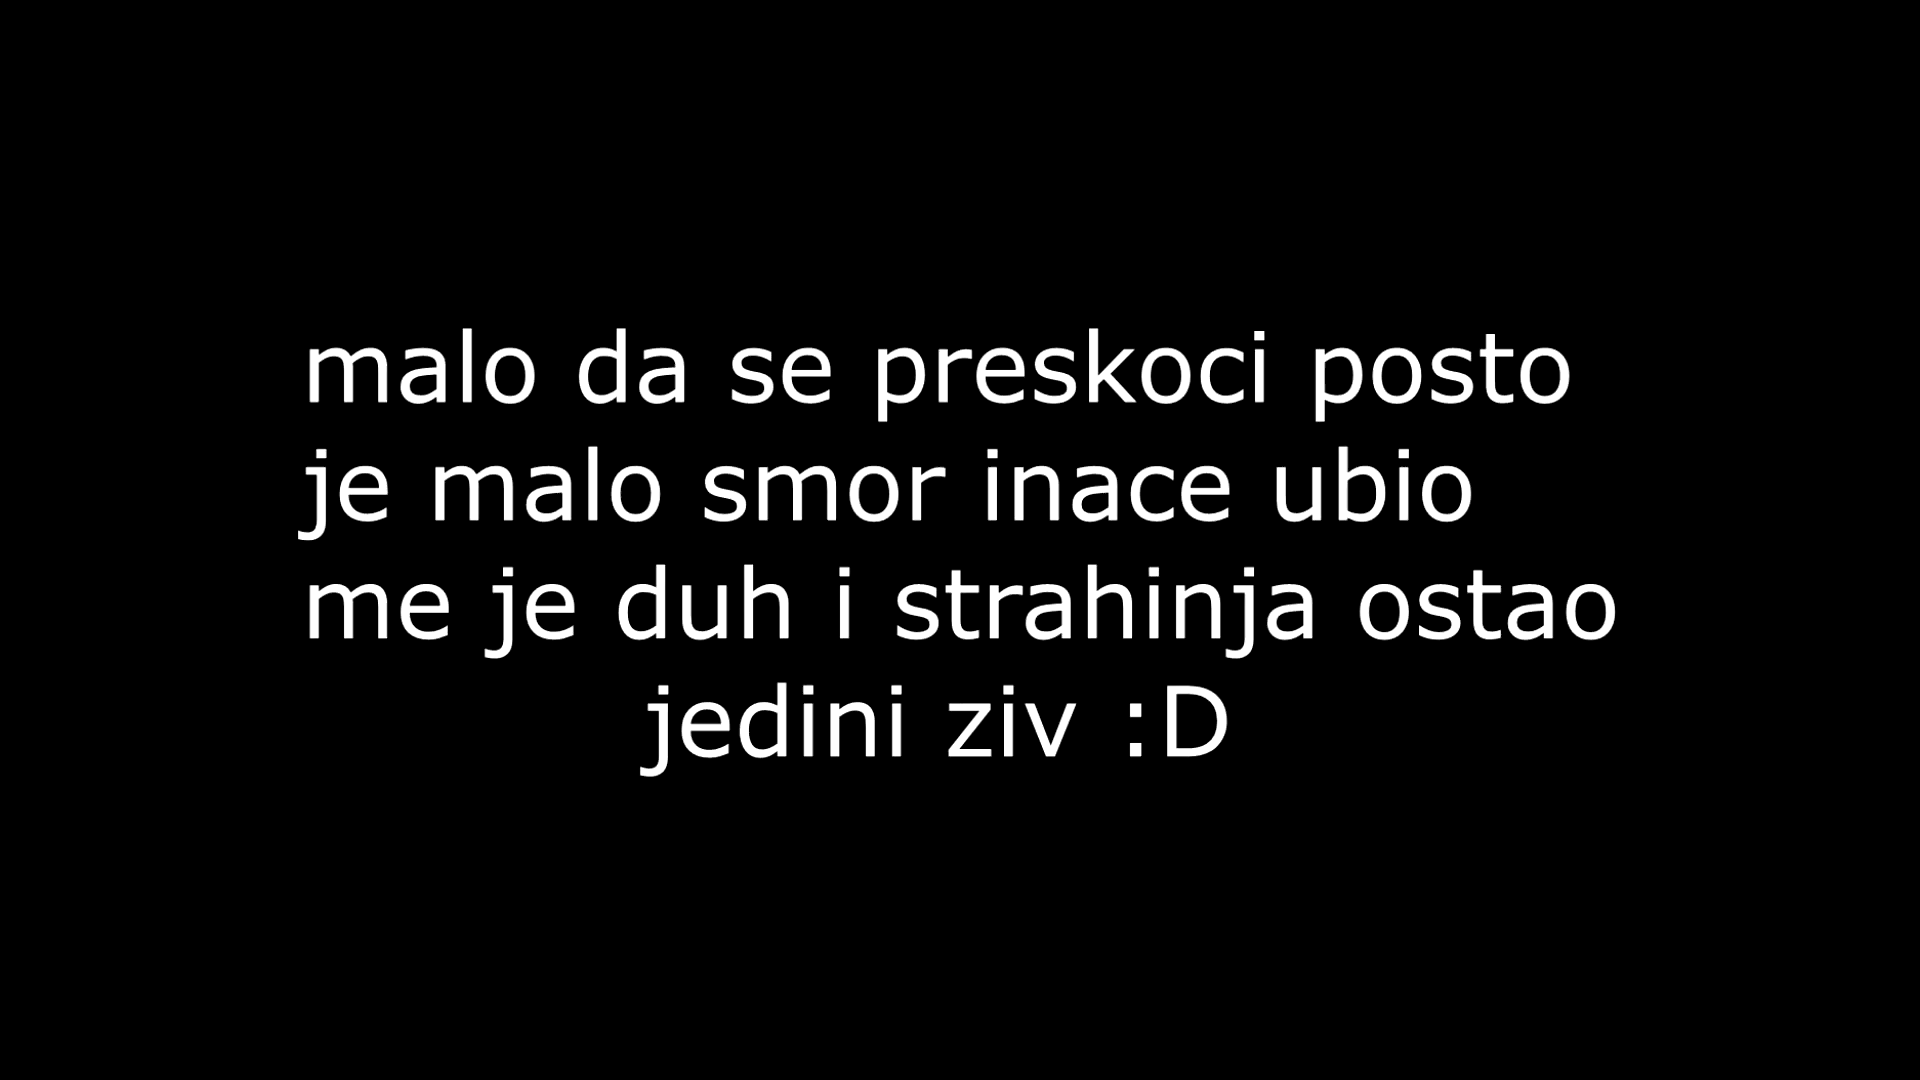 malo da se preskoci posto
je malo smor inace ubio
me je duh i strahinja ostao
jedini ziv :D